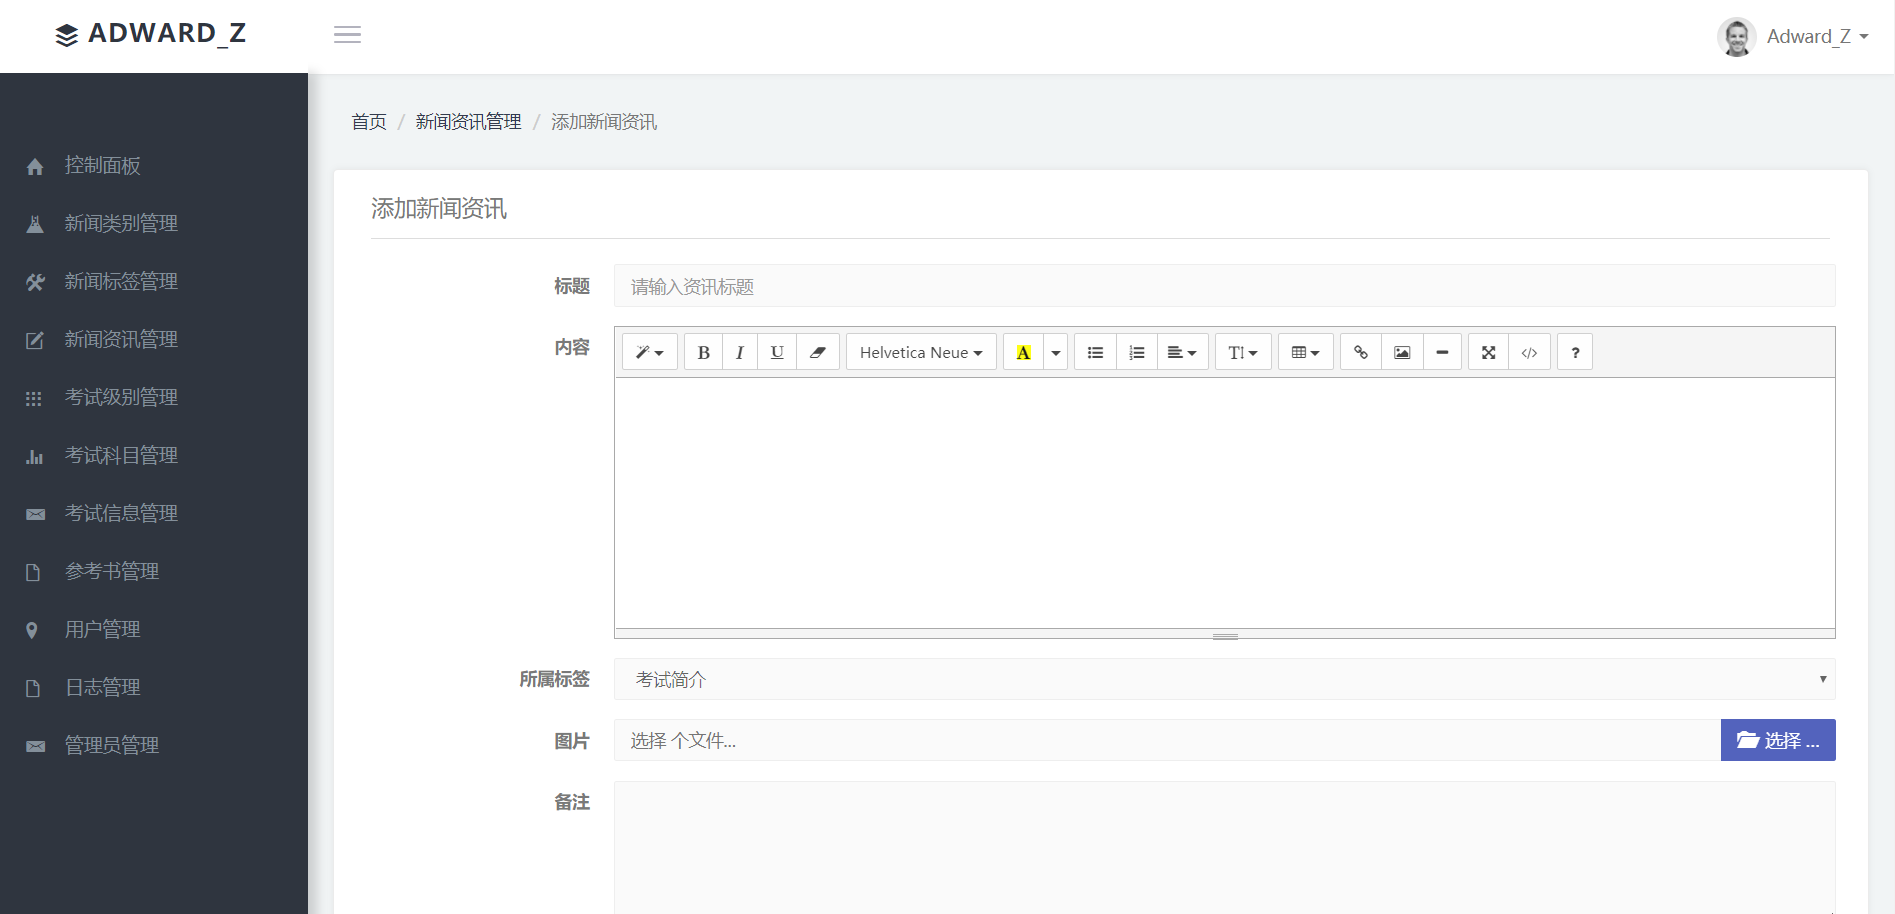 ADWARD_Z
Adward_Z
首页 / 新闻资讯管理 / 添加新闻资讯
控制面板
新闻类别管理
新闻标签管理
新闻资讯管理
考试级别管理
考试科目管理
考试信息管理
参考书管理
用户管理
日志管理
管理员管理
添加新闻资讯
标题
请输入资讯标题
内容
B I U Helvetica Neue A T </> ?
所属标签
考试简介
图片
选择 个文件...
选择 ...
备注